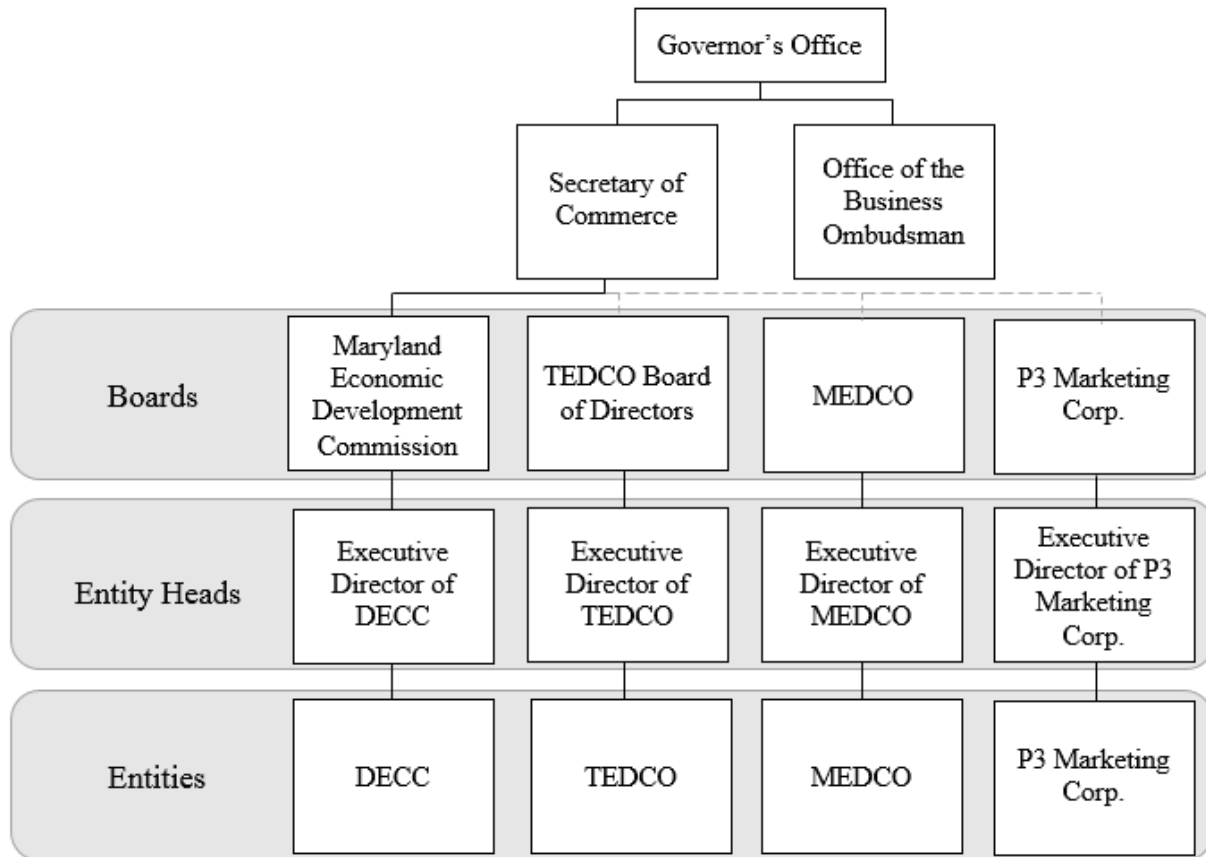 Governor’s Office
Secretary of
Commerce
Office of the
Business
Ombudsman
Boards
Maryland
Economic
Development
Commission
TEDCO Board
of Directors
MEDCO
P3 Marketing
Corp.
Entity Heads
Executive
Director of
DECC
Executive
Director of
TEDCO
Executive
Director of
MEDCO
Executive
Director of P3
Marketing
Corp.
Entities
DECC
TEDCO
MEDCO
P3 Marketing
Corp.